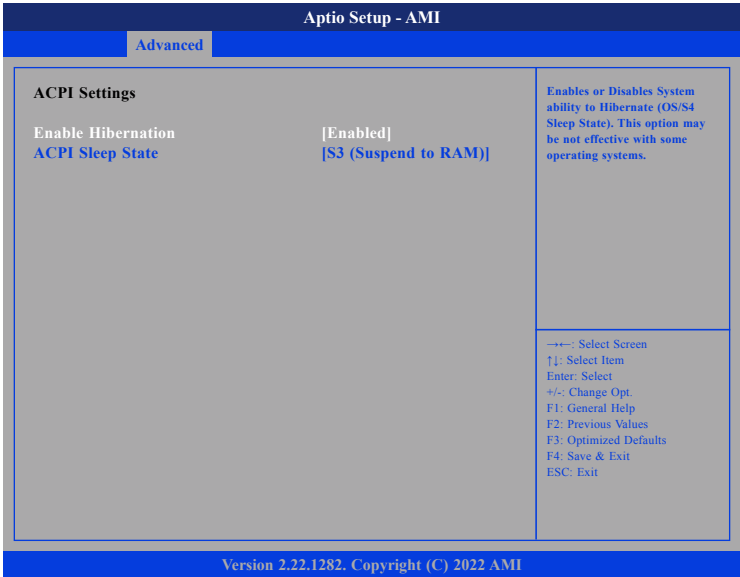 Aptio Setup - AMI
Advanced
ACPI Settings
Enable Hibernation [Enabled]
ACPI Sleep State [S3 (Suspend to RAM)]
Enables or Disables System
ability to Hibernate (OS/S4
Sleep State). This option may
be not effective with some
operating systems.
→←: Select Screen
↑↓: Select Item
Enter: Select
+/-: Change Opt.
F1: General Help
F2: Previous Values
F3: Optimized Defaults
F4: Save & Exit
ESC: Exit
Version 2.22.1282. Copyright (C) 2022 AMI